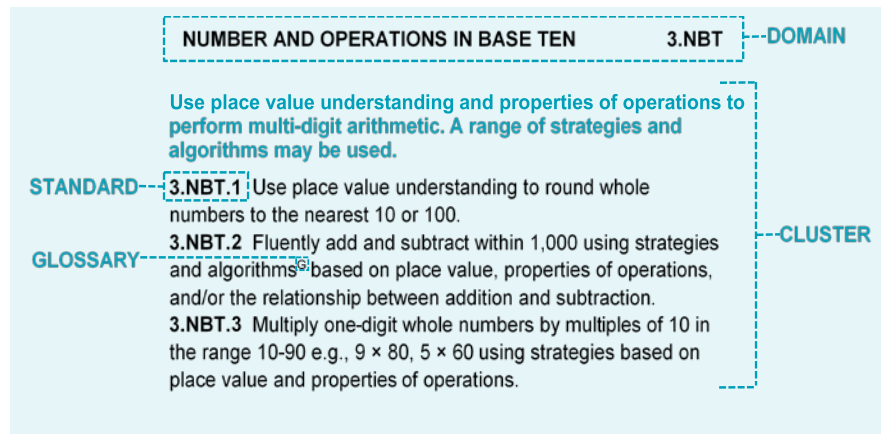 NUMBER AND OPERATIONS IN BASE TEN 3.NBT DOMAIN
Use place value understanding and properties of operations to
perform multi-digit arithmetic. A range of strategies and
algorithms may be used.
STANDARD 3.NBT.1 Use place value understanding to round whole
numbers to the nearest 10 or 100.
3.NBT.2 Fluently add and subtract within 1,000 using strategies
CLUSTER
GLOSSARY and algorithmsG based on place value, properties of operations,
and/or the relationship between addition and subtraction.
3.NBT.3 Multiply one-digit whole numbers by multiples of 10 in
the range 10-90 e.g., 9 × 80, 5 × 60 using strategies based on
place value and properties of operations.